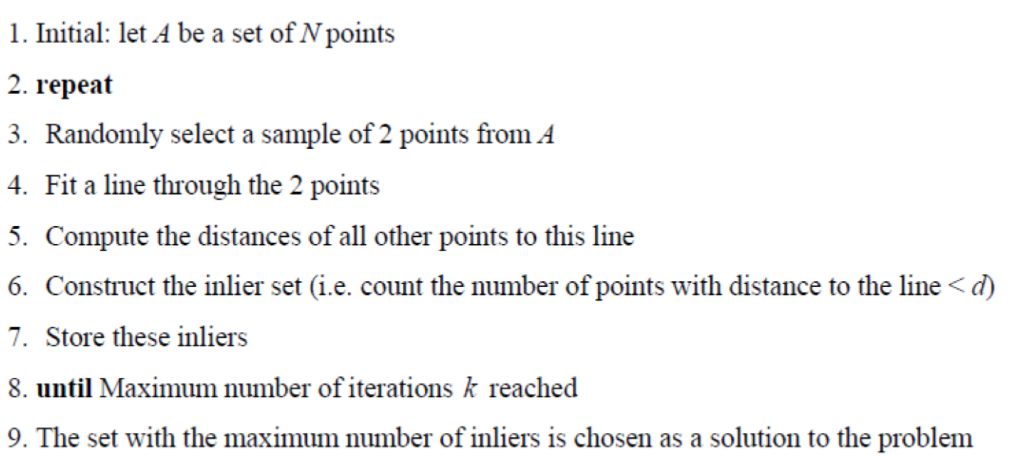 1. Initial: let A be a set of N points
2. repeat
3. Randomly select a sample of 2 points from A
4. Fit a line through the 2 points
5. Compute the distances of all other points to this line
6. Construct the inlier set (i.e. count the number of points with distance to the line < d)
7. Store these inliers
8. until Maximum number of iterations k reached
9. The set with the maximum number of inliers is chosen as a solution to the problem